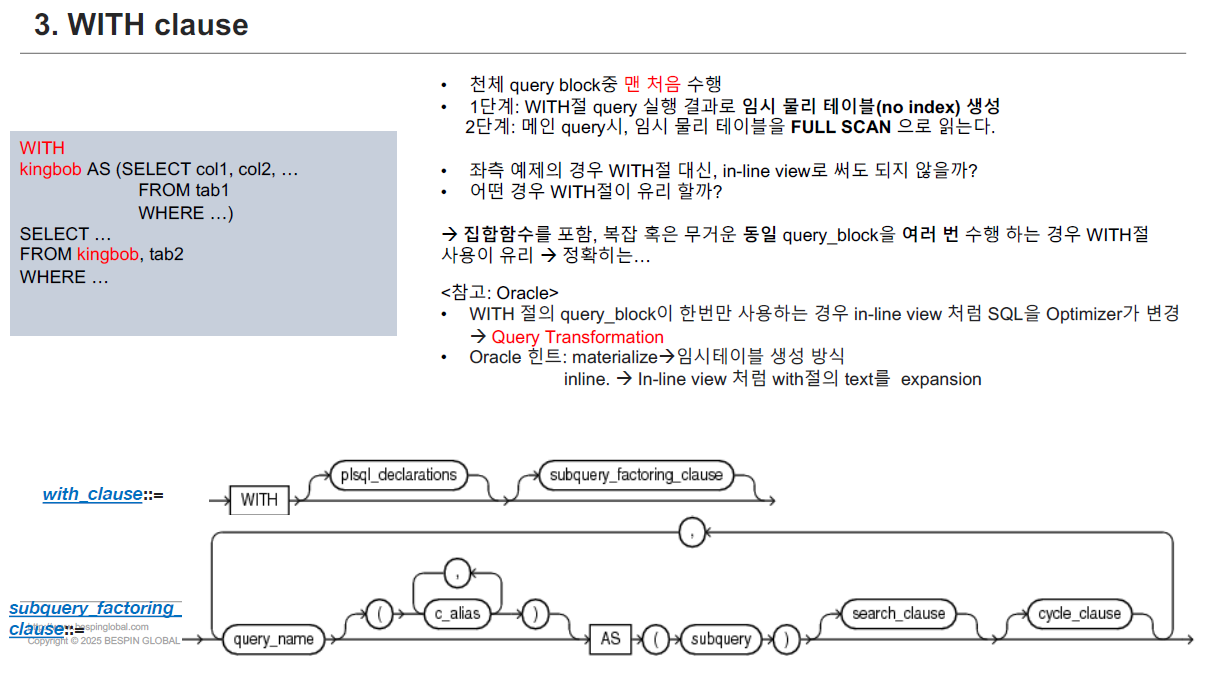 3. WITH clause
WITH
kingbob AS (SELECT col1, col2, …
FROM tab1
WHERE …)
SELECT …
FROM kingbob, tab2
WHERE …
• 천체 query block중 맨 처음 수행
• 1단계: WITH절 query 실행 결과로 임시 물리 테이블(no index) 생성
2단계: 메인 query시, 임시 물리 테이블을 FULL SCAN 으로 읽는다.
• 좌측 예제의 경우 WITH절 대신, in-line view로 써도 되지 않을까?
• 어떤 경우 WITH절이 유리 할까?
→ 집합함수를 포함, 복잡 혹은 무거운 동일 query_block을 여러 번 수행 하는 경우 WITH절
사용이 유리 → 정확히는…
<참고: Oracle>
• WITH 절의 query_block이 한번만 사용하는 경우 in-line view 처럼 SQL을 Optimizer가 변경
→ Query Transformation
• Oracle 힌트: materialize→임시테이블 생성 방식
inline. → In-line view 처럼 with절의 text를 expansion
with_clause::=
WITH
plsql_declarations
subquery_factoring_clause
subquery_factoring_
clause::=
,
query_name
(
,
c_alias
)
AS
(
subquery
)
search_clause
cycle_clause
http://www.bespinglobal.com
Copyright © 2025 BESPIN GLOBAL